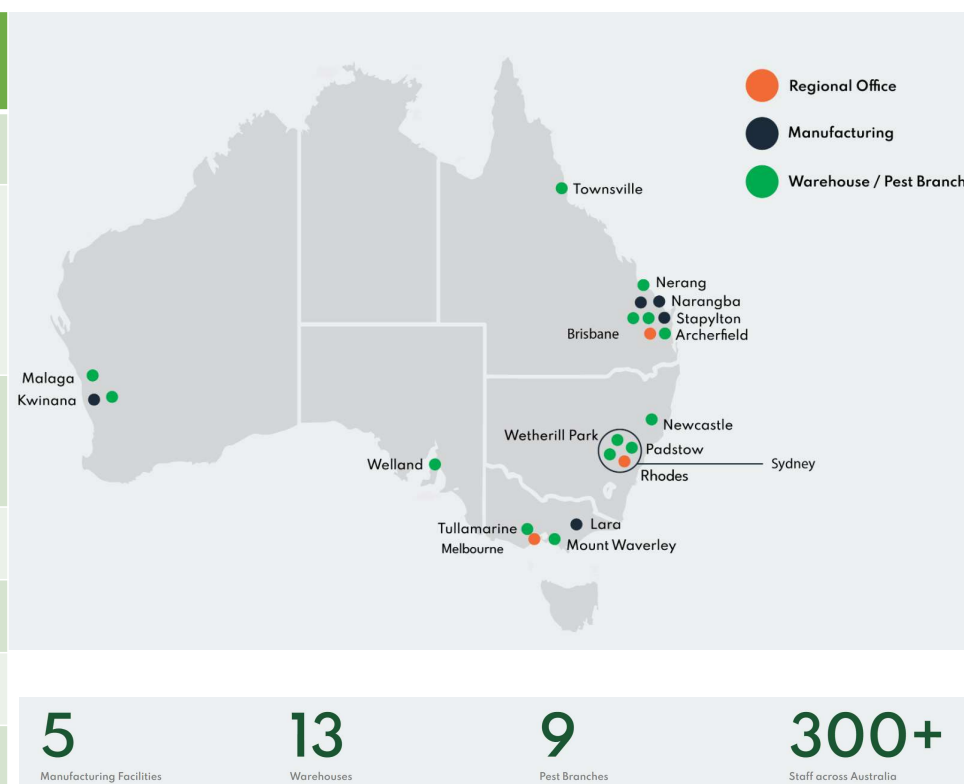 Regional Office
Manufacturing
Warehouse / Pest Branch
Townsville
Nerang
Narangba
Stapylton
Brisbane
Archerfield
Malaga
Kwinana
Newcastle
Wetherill Park
Padstow
Sydney
Welland
Rhodes
Tullamarine
Lara
Melbourne
Mount Waverley
5
13
9
300+
Manufacturing Facilities
Warehouses
Pest Branches
Staff across Australia